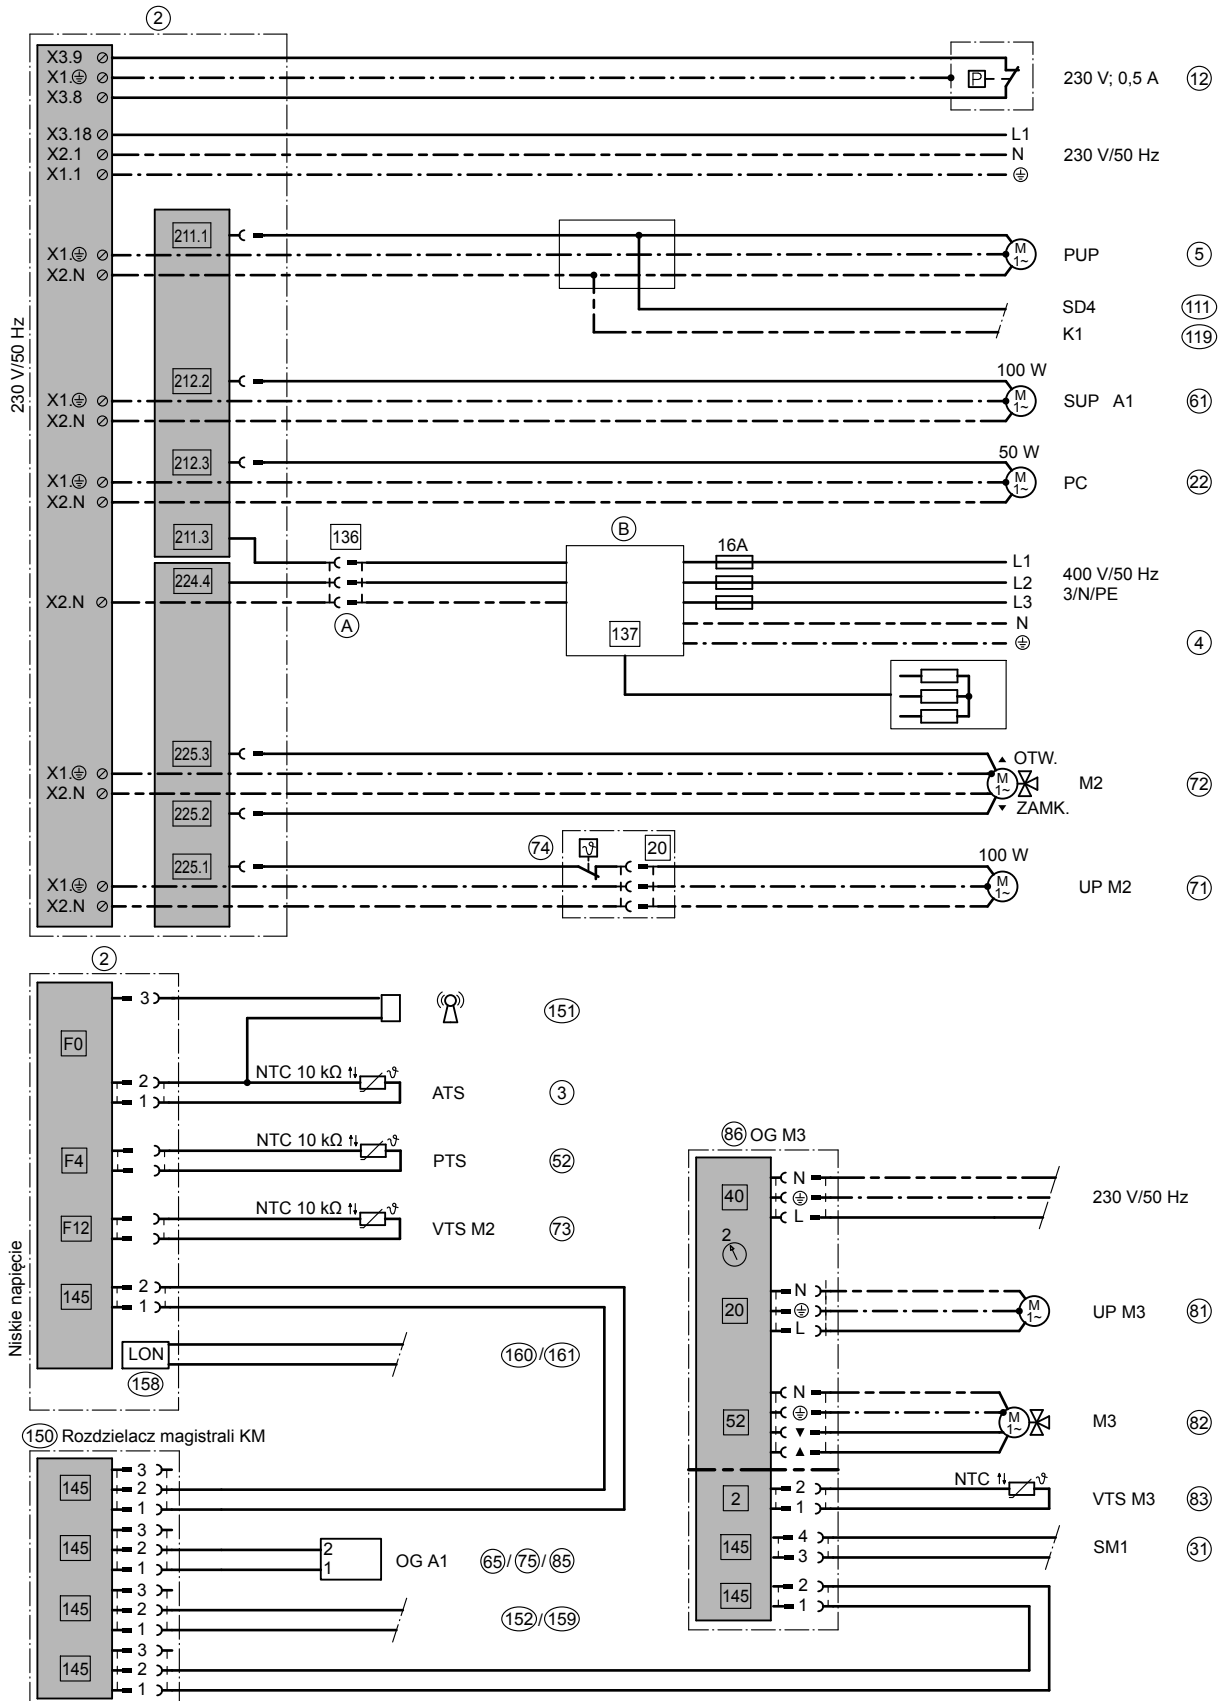 2
X3.9
X1.⏚ P 230 V; 0,5 A 12
X3.8
X3.18 L1
X2.1 N 230 V/50 Hz
X1.1 ⏚
211.1
X1.⏚ M 1~ PUP 5
X2.N
SD4 111
K1 119
230 V/50 Hz
212.2 100 W
X1.⏚ M 1~ SUP A1 61
X2.N
212.3 50 W
X1.⏚ M 1~ PC 22
X2.N
211.3 136 B 16A L1
224.4 L2 400 V/50 Hz
X2.N L3 3/N/PE
A 137 N
⏚ 4
225.3 OTW.
X1.⏚ M 1~ M2 72
X2.N
225.2 ZAMK.
74 ϑ 20 100 W
225.1
X1.⏚ M 1~ UP M2 71
X2.N
2
3 151
F0
2 NTC 10 kΩ ϑ
1 ATS 3
F4 NTC 10 kΩ ϑ PTS 52
F12 NTC 10 kΩ ϑ VTS M2 73
Niskie napięcie
145 2
1
LON 160/161
158
150 Rozdzielacz magistrali KM
145 3
2
1
145 3
2 2
1 1 OG A1 65/75/85
145 3
2 152/159
1
145 3
2
1
86 OG M3
40 N
⏚ 230 V/50 Hz
L
2
20 N
⏚ M 1~ UP M3 81
L
52 N
⏚ M 1~ M3 82
▼
▲
2 2 NTC ϑ
1 VTS M3 83
145 4
3 SM1 31
145 2
1